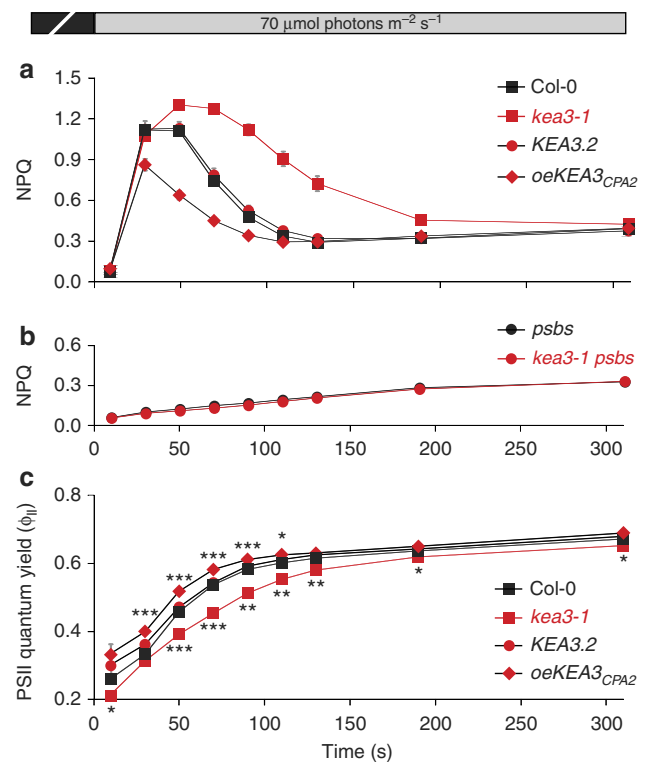 70 μmol photons m⁻² s⁻¹
a
1.5
1.2
0.9
0.6
0.3
0.0
NPQ
Col-0
kea3-1
KEA3.2
oeKEA3CPA2
b
0.6
0.3
0.0
NPQ
psbs
kea3-1 psbs
0 50 100 150 200 250 300
c
0.8
0.6
0.4
0.2
PSII quantum yield (ϕII)
* *** *** *** *** *
*** *** ** ** ** * *
Col-0
kea3-1
KEA3.2
oeKEA3CPA2
0 50 100 150 200 250 300
Time (s)